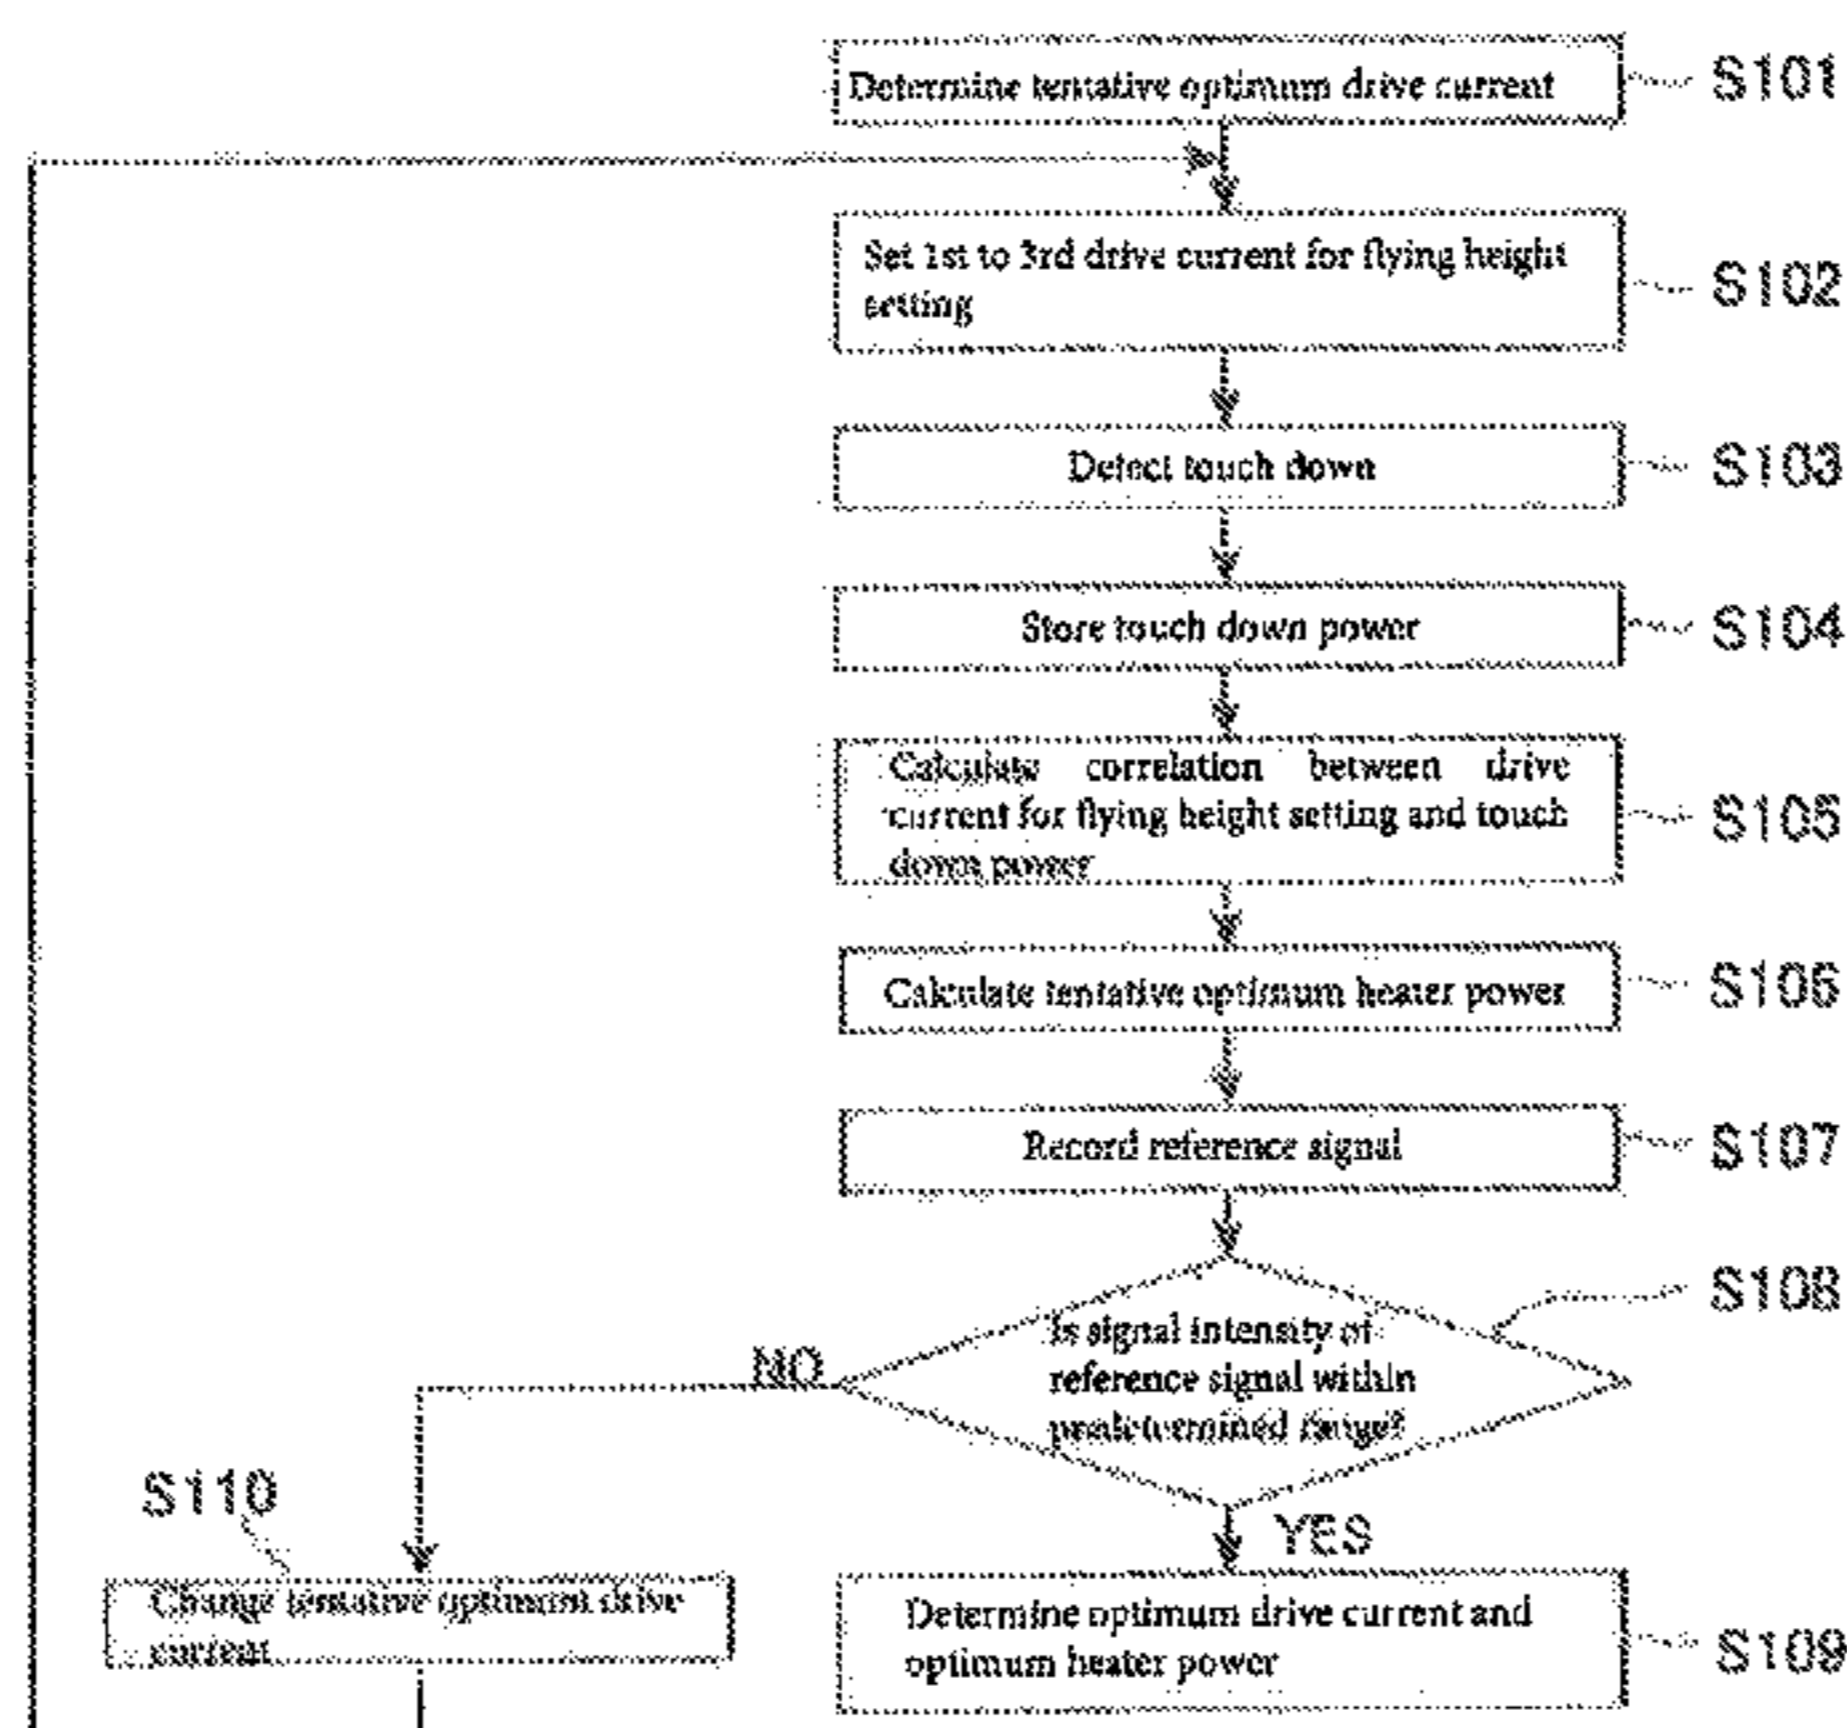 Determine tentative optimum drive current
S101
Set 1st to 3rd drive current for flying height
setting
S102
Detect touch down
S103
Store touch down power
S104
Calculate correlation between drive
current for flying height setting and touch
down power
S105
Calculate tentative optimum heater power
S106
Record reference signal
S107
Is signal intensity of
reference signal within
predetermined range?
S108
NO
YES
S110
Change tentative optimum drive
current
Determine optimum drive current and
optimum heater power
S109